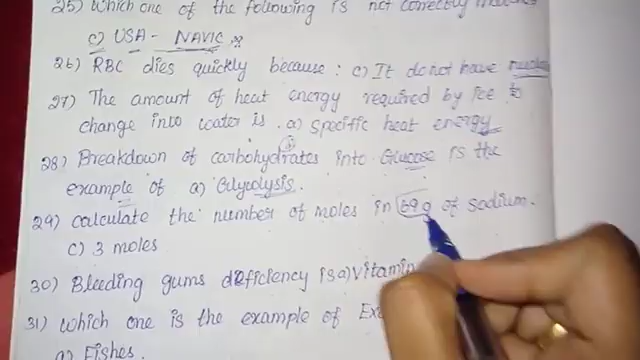 25) Which one of the following is not correctly
c) USA - NAVIC
26) RBC dies quickly because : c) It do not have
27) The amount of heat energy required by Ice to
change into water is . a) specific heat energy
28) Breakdown of carbohydrates into Glucose is the
example of a) Glycolysis.
29) Calculate the number of moles in 69g of sodium.
c) 3 moles
30) Bleeding gums deficiency is a) Vitamin
31) Which one is the example of
a) Fishes.